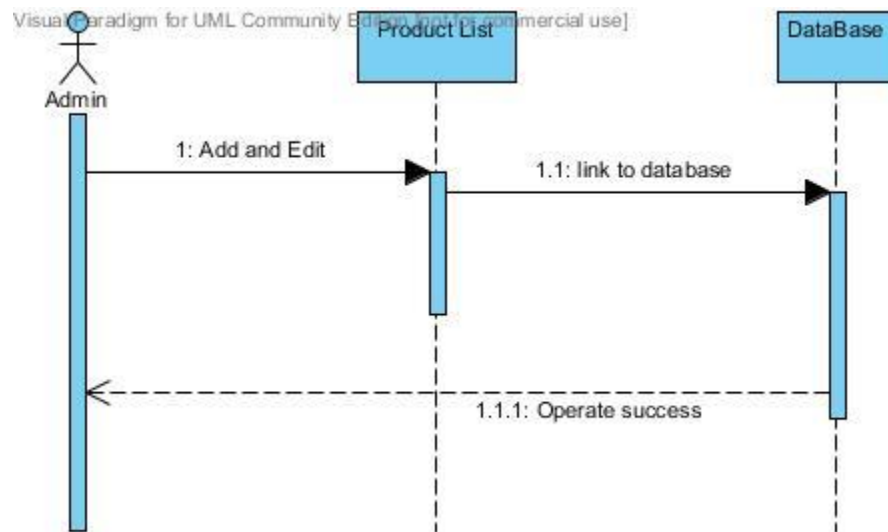 Visual Paradigm for UML Community Edition [not for commercial use]
Product List
DataBase
Admin
1: Add and Edit
1.1: link to database
1.1.1: Operate success